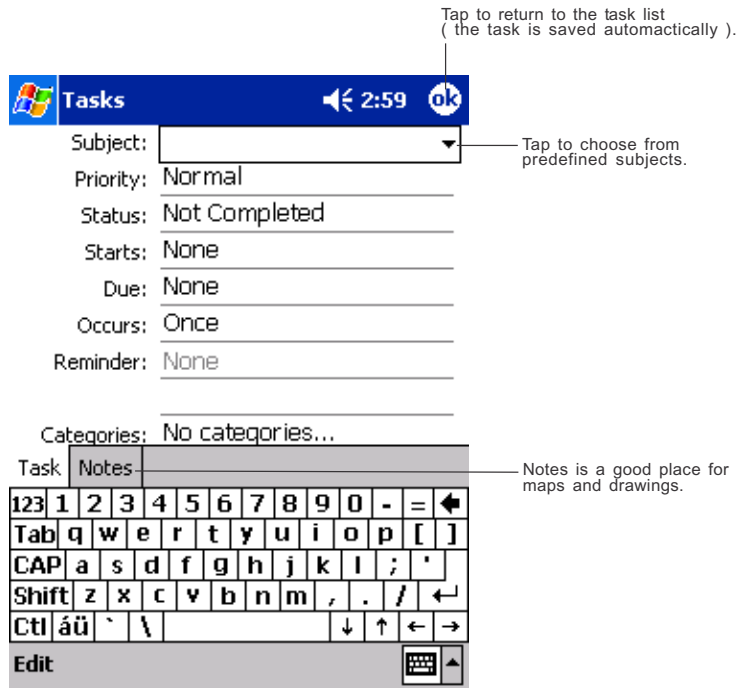 Tap to return to the task list
( the task is saved automactically ).
Tasks 2:59 ok
Subject:
Tap to choose from
predefined subjects.
Priority: Normal
Status: Not Completed
Starts: None
Due: None
Occurs: Once
Reminder: None
Categories: No categories...
Task Notes
Notes is a good place for
maps and drawings.
123 1 2 3 4 5 6 7 8 9 0 - =
Tab q w e r t y u i o p [ ]
CAP a s d f g h j k l ; '
Shift z x c v b n m , . /
Ctl áü ` \ ↓ ↑ ← →
Edit